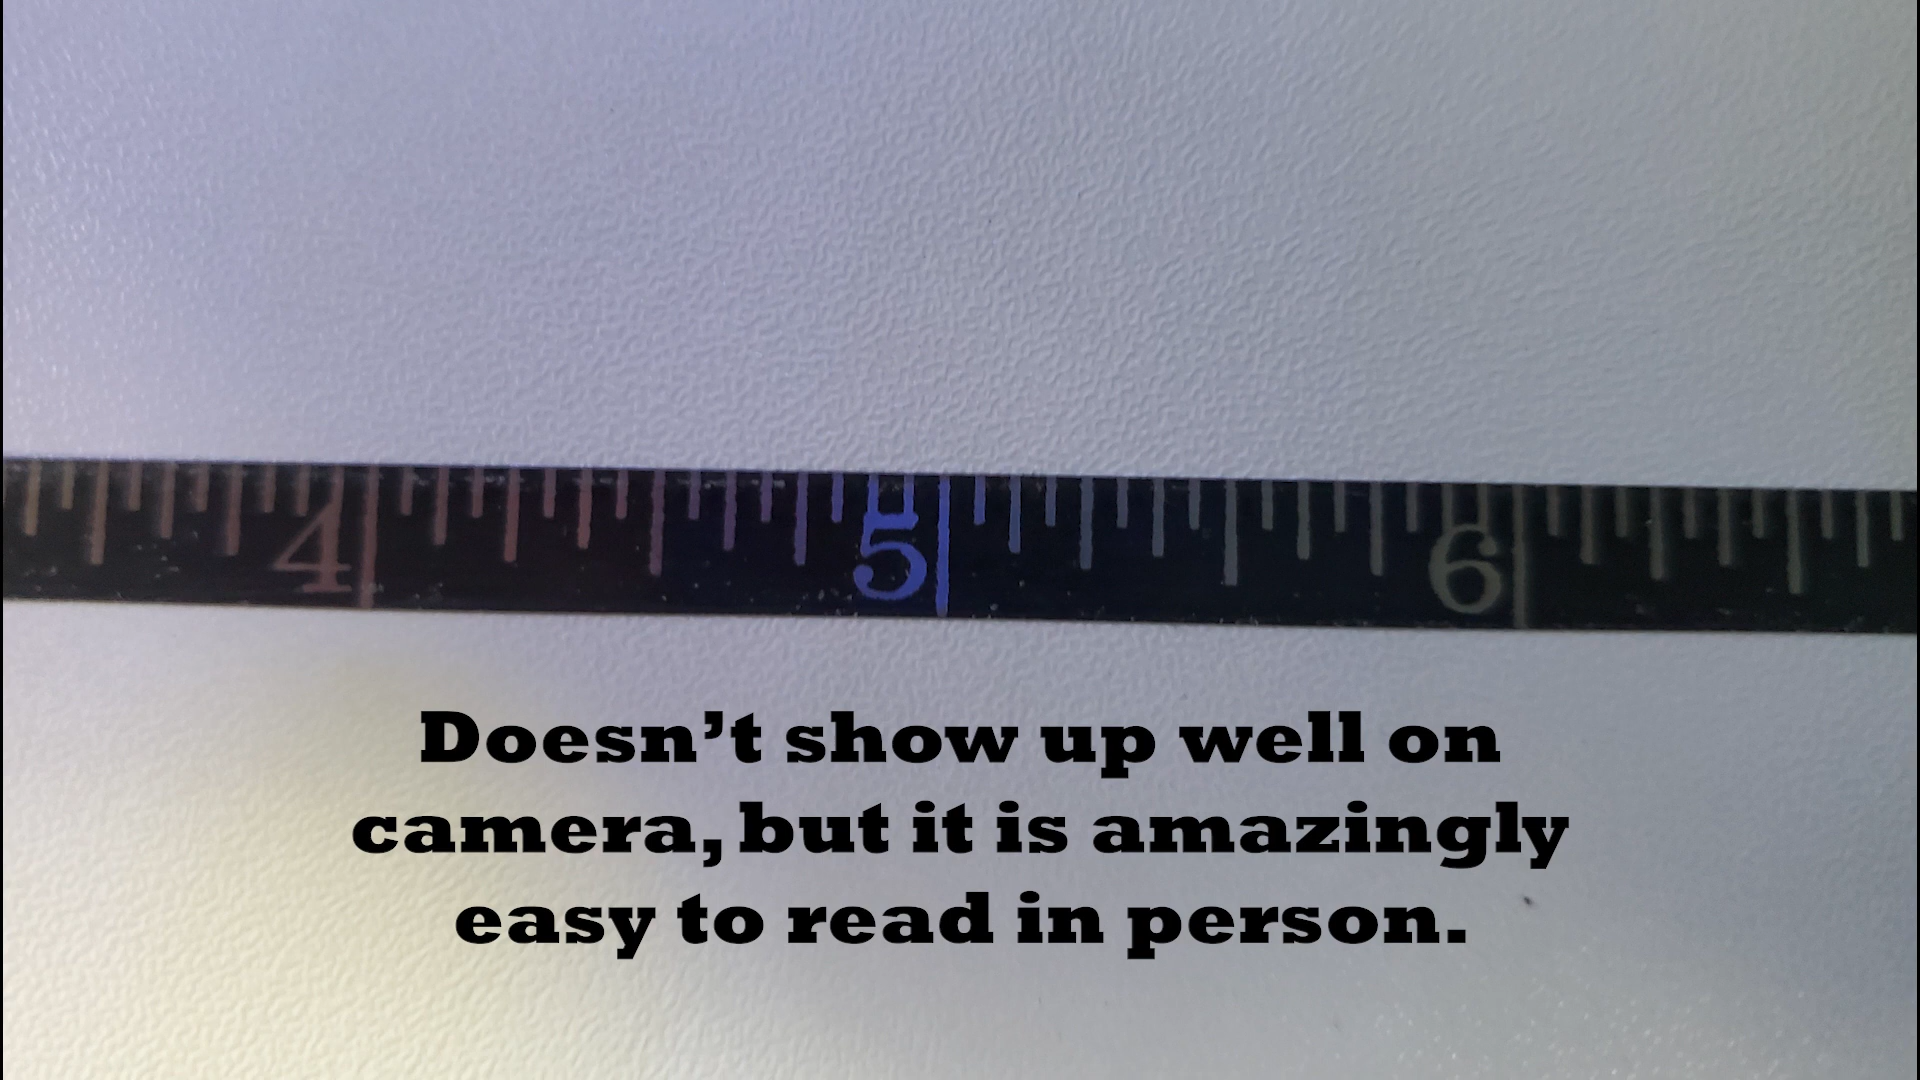 4 5 6
Doesn’t show up well on
camera, but it is amazingly
easy to read in person.